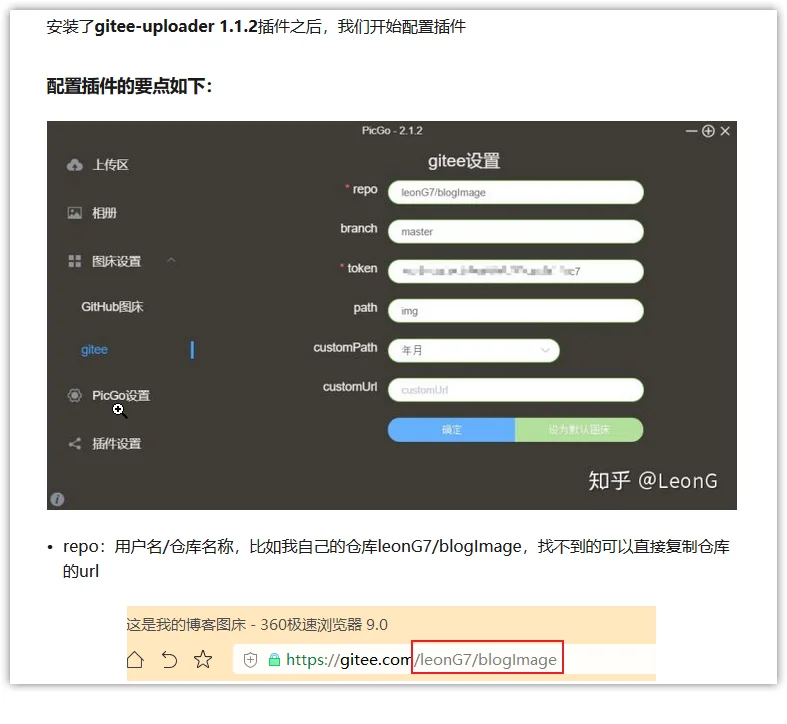 安装了gitee-uploader 1.1.2插件之后，我们开始配置插件
配置插件的要点如下：
PicGo - 2.1.2
上传区
相册
图床设置
GitHub图床
gitee
PicGo设置
插件设置
gitee设置
* repo
leonG7/blogImage
branch
master
* token
c7
path
img
customPath
年月
customUrl
customUrl
确定
设为默认图床
知乎 @LeonG
• repo：用户名/仓库名称，比如我自己的仓库leonG7/blogImage，找不到的可以直接复制仓库
的url
这是我的博客图床 - 360极速浏览器 9.0
https://gitee.com/leonG7/blogImage